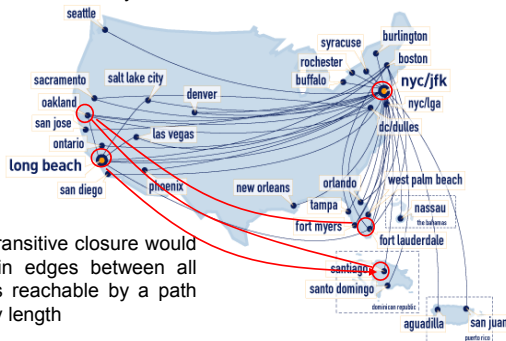 seattle
syracuse
burlington
rochester
boston
buffalo
nyc/jfk
sacramento
salt lake city
oakland
denver
nyc/lga
san jose
dc/dulles
ontario
las vegas
long beach
san diego
phoenix
new orleans
orlando
west palm beach
tampa
nassau
the bahamas
fort myers
fort lauderdale
ransitive closure would
in edges between all
s reachable by a path
y length
santiago
santo domingo
dominican republic
aguadilla
san juan
puerto rico